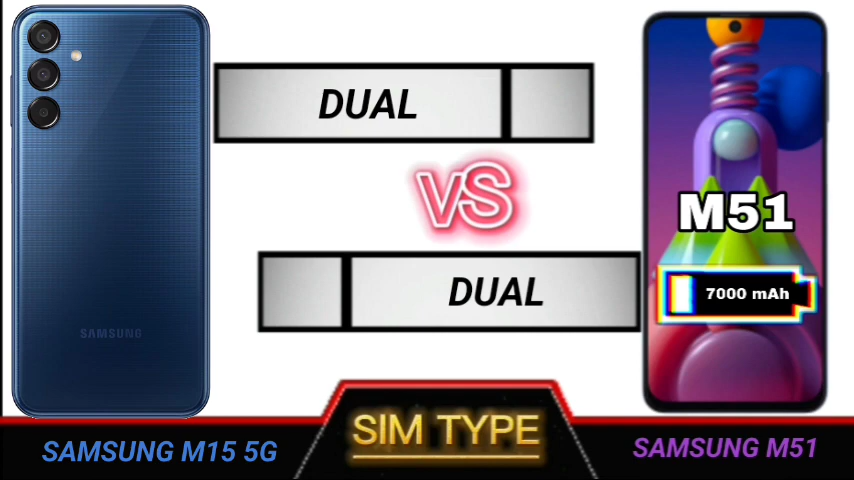 DUAL
VS
M51
DUAL
7000 mAh
SAMSUNG
SIM TYPE
SAMSUNG M15 5G
SAMSUNG M51